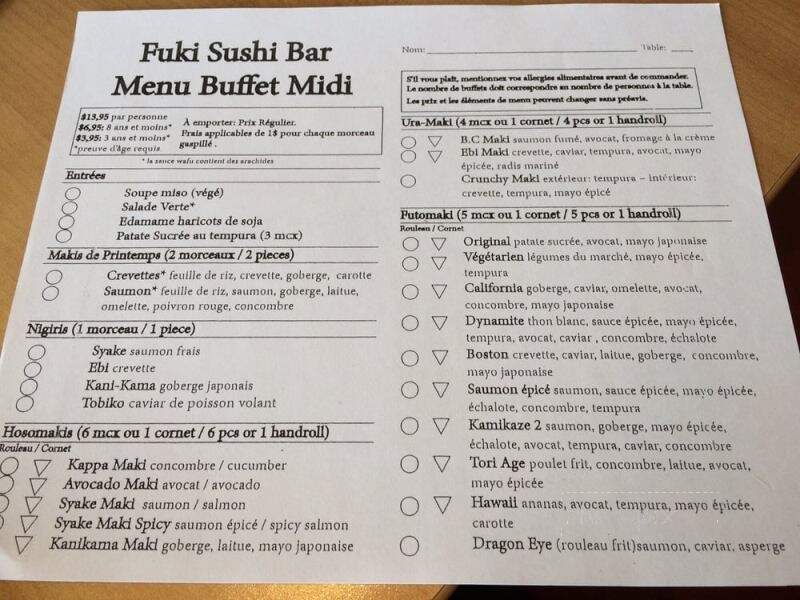 Fuki Sushi Bar
Menu Buffet Midi
$13,95 par personne
$6,95: 8 ans et moins*
$3,95: 3 ans et moins*
*preuve d'âge requis
À emporter: Prix Régulier.
Frais applicables de 1$ pour chaque morceau
gaspillé .
* la sauce wafu contient des arachides
Entrées
Soupe miso (végé)
Salade Verte*
Edamame haricots de soja
Patate Sucrée au tempura (3 mcx)
Makis de Printemps (2 morceaux / 2 pieces)
Crevettes* feuille de riz, crevette, goberge, carotte
Saumon* feuille de riz, saumon, goberge, laitue,
omelette, poivron rouge, concombre
Nigiris (1 morceau / 1 piece)
Syake saumon frais
Ebi crevette
Kani-Kama goberge japonais
Tobiko caviar de poisson volant
Hosomakis (6 mcx ou 1 cornet / 6 pcs or 1 handroll)
Rouleau / Cornet
Kappa Maki concombre / cucumber
Avocado Maki avocat / avocado
Syake Maki saumon / salmon
Syake Maki Spicy saumon épicé / spicy salmon
Kanikama Maki goberge, laitue, mayo japonaise
Nom: Table:
S'il vous plaît, mentionnez vos allergies alimentaires avant de commander.
Le nombre de buffets doit correspondre au nombre de personnes à la table.
Les prix et les éléments de menu peuvent changer sans préavis.
Ura-Maki (4 mcx ou 1 cornet / 4 pcs or 1 handroll)
B.C Maki saumon fumé, avocat, fromage à la crème
Ebi Maki crevette, caviar, tempura, avocat, mayo
épicée, radis mariné
Crunchy Maki extérieur: tempura – intérieur:
crevette, tempura, mayo épicé
Futomaki (5 mcx ou 1 cornet / 5 pcs or 1 handroll)
Rouleau / Cornet
Original patate sucrée, avocat, mayo japonaise
Végétarien légumes du marché, mayo épicée,
tempura
California goberge, caviar, omelette, avocat,
concombre, mayo japonaise
Dynamite thon blanc, sauce épicée, mayo épicée,
tempura, avocat, caviar , concombre, échalote
Boston crevette, caviar, laitue, goberge, concombre,
mayo japonaise
Saumon épicé saumon, sauce épicée, mayo épicée,
échalote, concombre, tempura
Kamikaze 2 saumon, goberge, mayo épicée,
échalote, avocat, tempura, caviar, concombre
Tori Age poulet frit, concombre, laitue, avocat,
mayo épicée
Hawaii ananas, avocat, tempura, mayo épicée,
carotte
Dragon Eye (rouleau frit)saumon, caviar, asperge